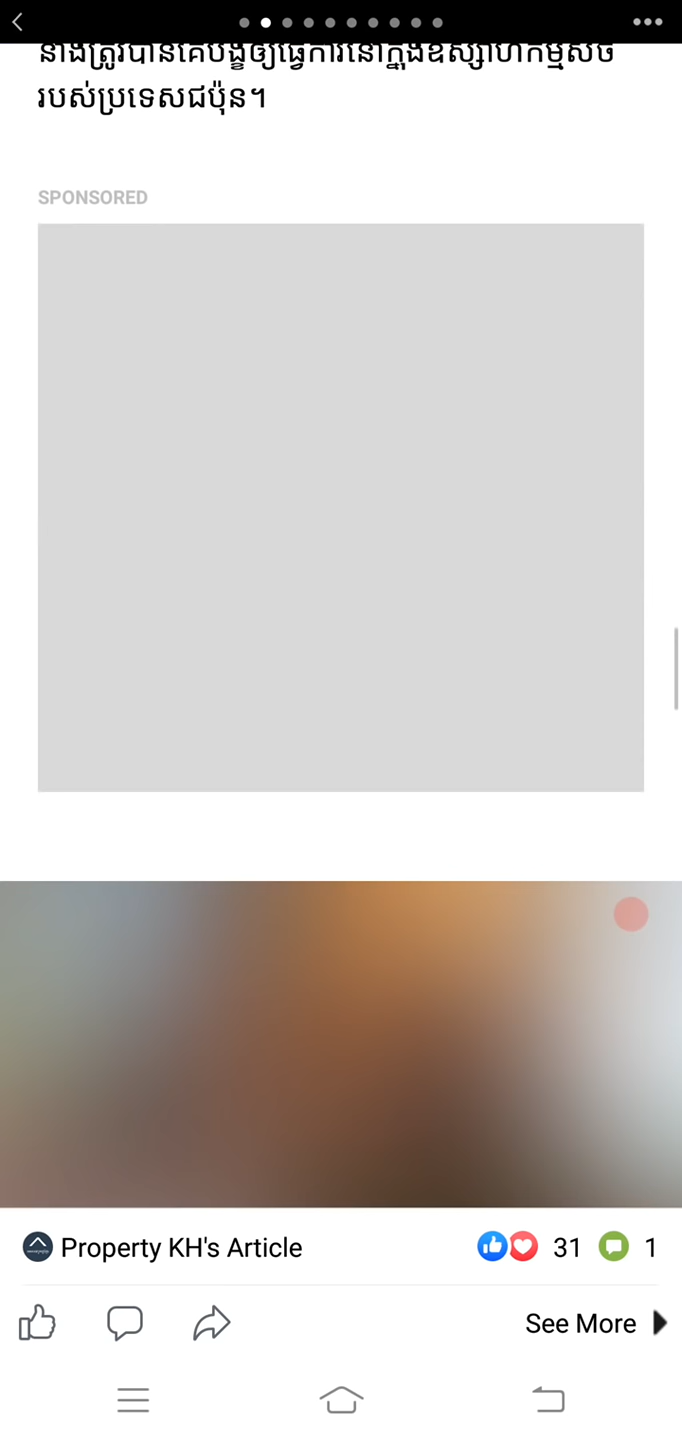 នាងត្រូវបានគេបង្ខំឲ្យធ្វើការនៅក្នុងឧស្សាហកម្មសិច
របស់ប្រទេសជប៉ុន។
SPONSORED
Property KH's Article
31
1
See More